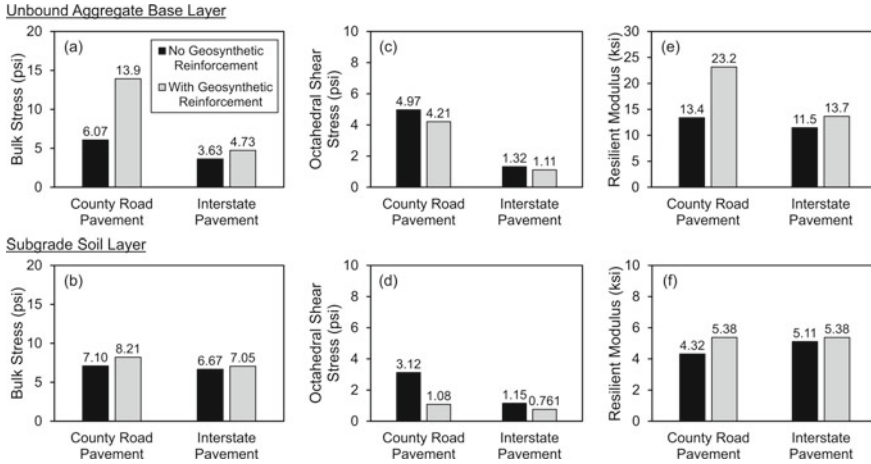 Unbound Aggregate Base Layer
(a)
No Geosynthetic
Reinforcement
With Geosynthetic
Reinforcement
Bulk Stress (psi)
20
15
10
5
0
6.07
13.9
3.63
4.73
County Road
Pavement
Interstate
Pavement
(c)
Octahedral Shear
Stress (psi)
10
8
6
4
2
0
4.97
4.21
1.32
1.11
County Road
Pavement
Interstate
Pavement
(e)
Resilient Modulus (ksi)
30
25
20
15
10
5
0
13.4
23.2
11.5
13.7
County Road
Pavement
Interstate
Pavement
Subgrade Soil Layer
(b)
Bulk Stress (psi)
20
15
10
5
0
7.10
8.21
6.67
7.05
County Road
Pavement
Interstate
Pavement
(d)
Octahedral Shear
Stress (psi)
10
8
6
4
2
0
3.12
1.08
1.15
0.761
County Road
Pavement
Interstate
Pavement
(f)
Resilient Modulus (ksi)
10
8
6
4
2
0
4.32
5.38
5.11
5.38
County Road
Pavement
Interstate
Pavement